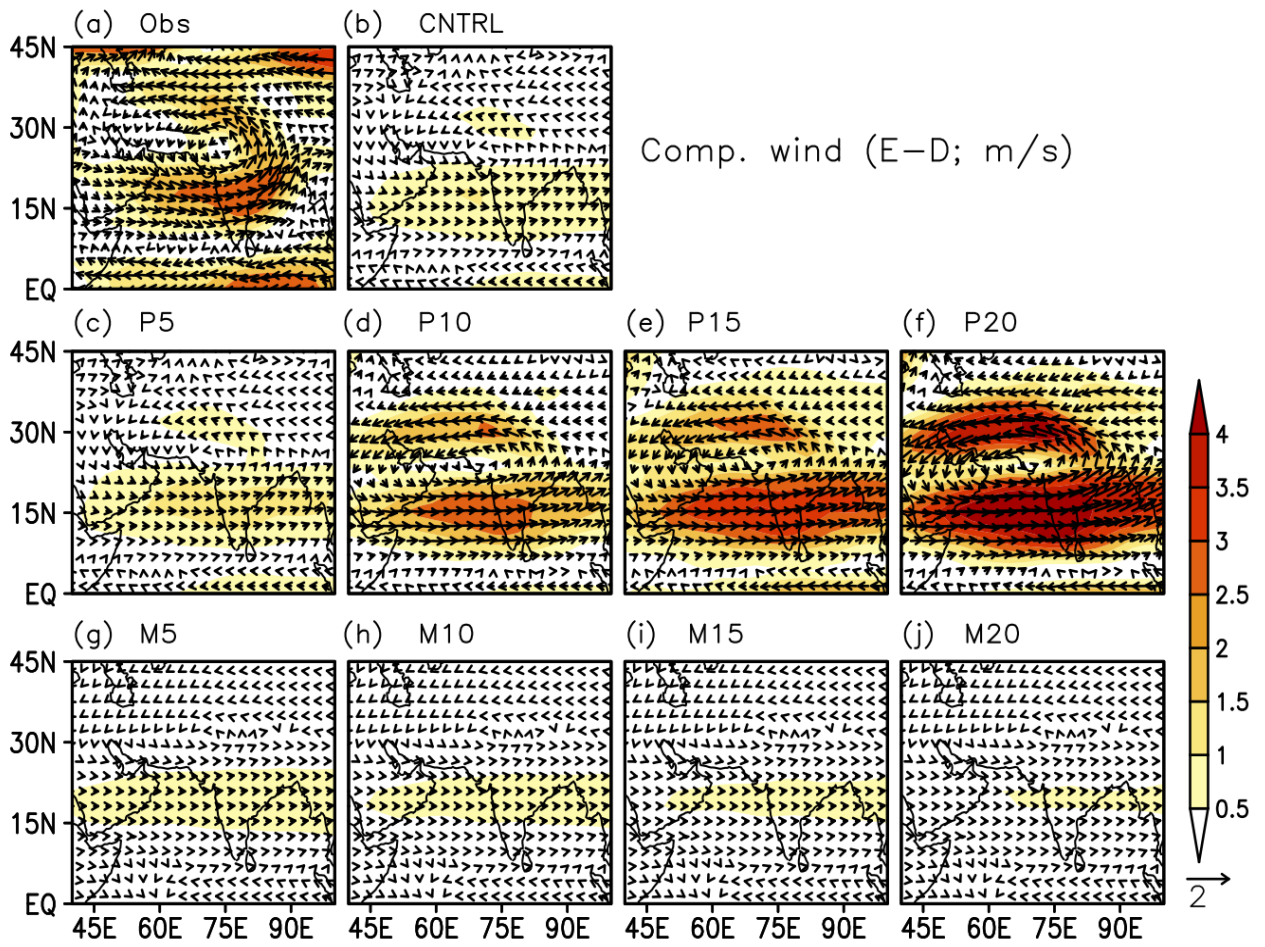 (a) Obs
(b) CNTRL
45N
30N
15N
EQ
Comp. wind (E−D; m/s)
(c) P5
(d) P10
(e) P15
(f) P20
45N
30N
15N
EQ
(g) M5
(h) M10
(i) M15
(j) M20
45N
30N
15N
EQ
45E 60E 75E 90E
45E 60E 75E 90E
45E 60E 75E 90E
45E 60E 75E 90E
4
3.5
3
2.5
2
1.5
1
0.5
2